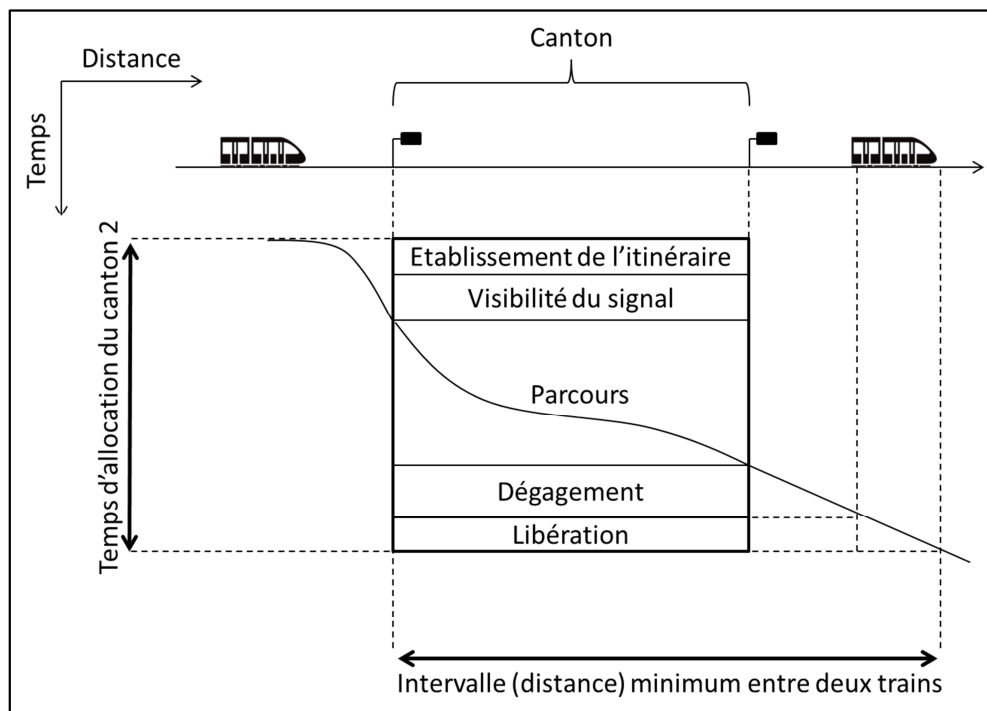 Canton
Distance
Temps
Temps d'allocation du canton 2
Etablissement de l'itinéraire
Visibilité du signal
Parcours
Dégagement
Libération
Intervalle (distance) minimum entre deux trains